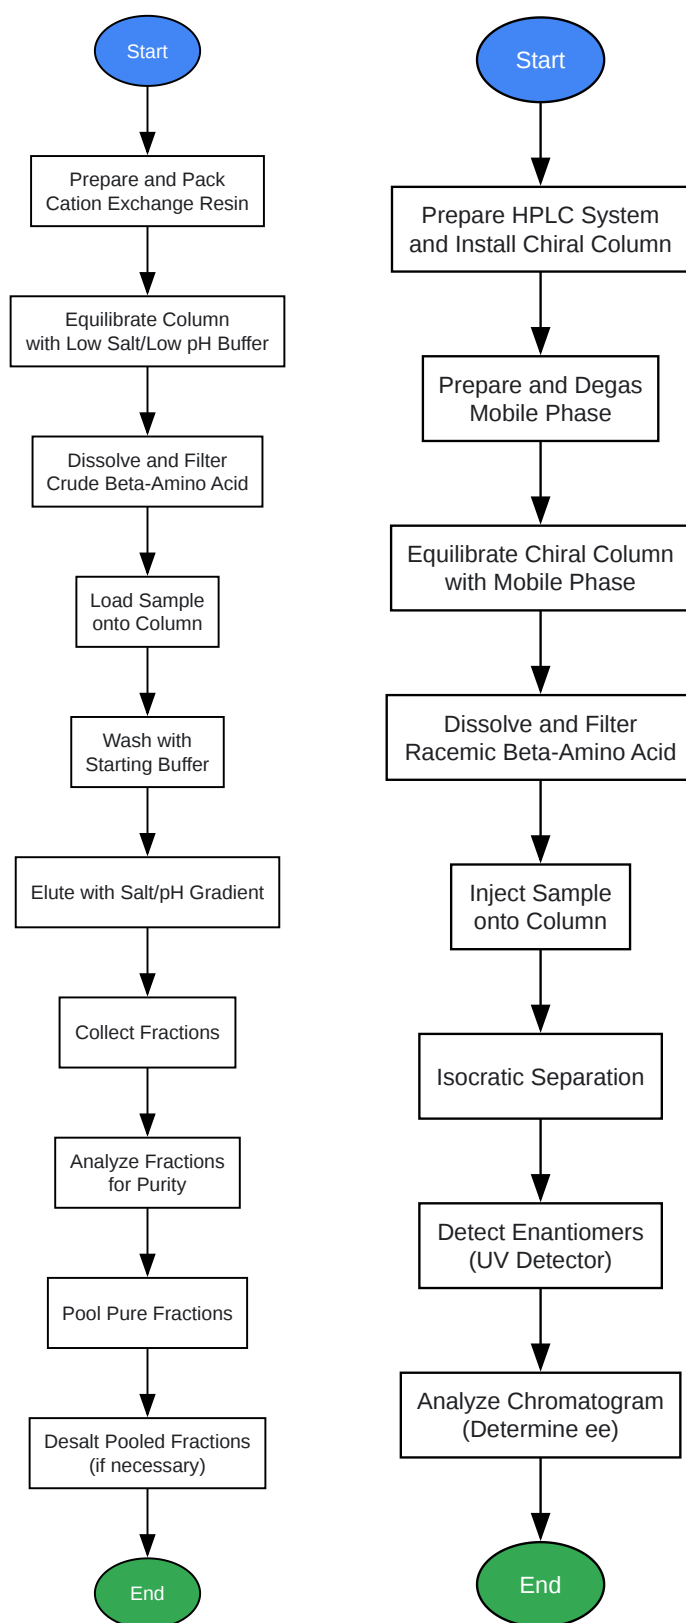 Start
Prepare and Pack
Cation Exchange Resin
Equilibrate Column
with Low Salt/Low pH Buffer
Dissolve and Filter
Crude Beta-Amino Acid
Load Sample
onto Column
Wash with
Starting Buffer
Elute with Salt/pH Gradient
Collect Fractions
Analyze Fractions
for Purity
Pool Pure Fractions
Desalt Pooled Fractions
(if necessary)
End
Start
Prepare HPLC System
and Install Chiral Column
Prepare and Degas
Mobile Phase
Equilibrate Chiral Column
with Mobile Phase
Dissolve and Filter
Racemic Beta-Amino Acid
Inject Sample
onto Column
Isocratic Separation
Detect Enantiomers
(UV Detector)
Analyze Chromatogram
(Determine ee)
End